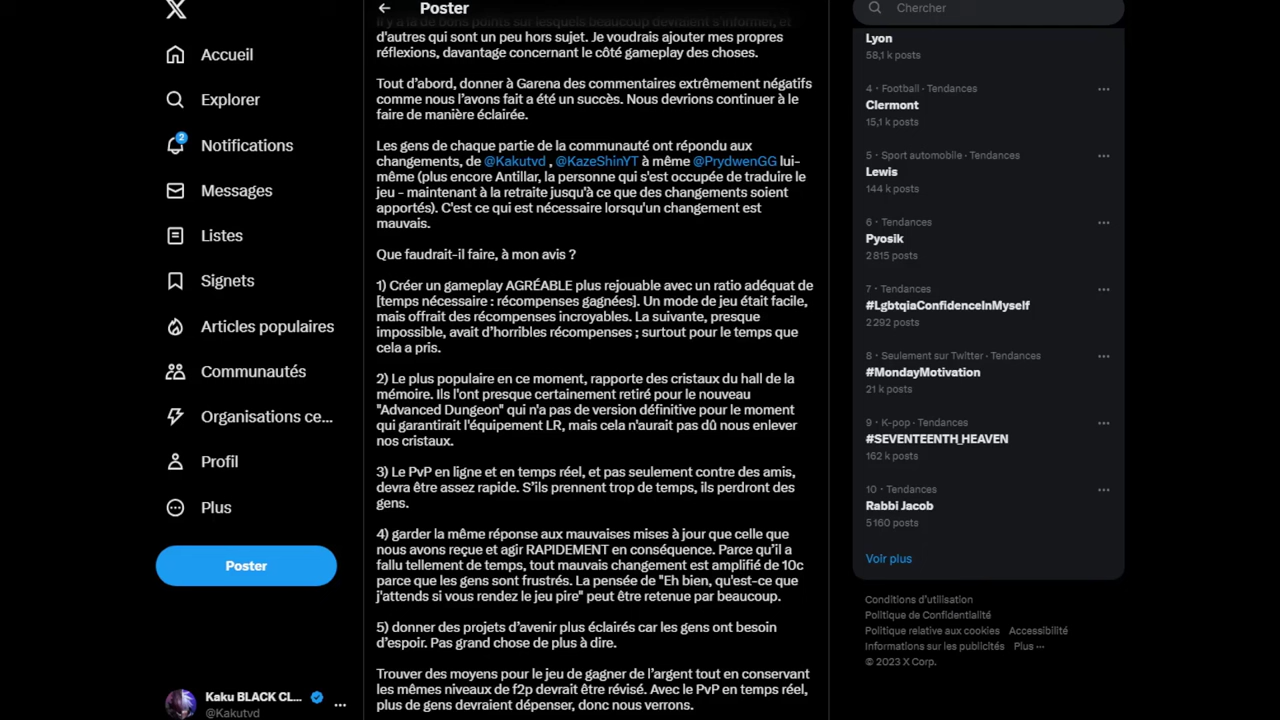 Accueil
Explorer
2
Notifications
Messages
Listes
Signets
Articles populaires
Communautés
Organisations ce...
Profil
Plus
Poster
Kaku BLACK CL...
@Kakutvd
Poster
Il y a là de bons points sur lesquels beaucoup devraient s'informer, et
d'autres qui sont un peu hors sujet. Je voudrais ajouter mes propres
réflexions, davantage concernant le côté gameplay des choses.
Tout d'abord, donner à Garena des commentaires extrêmement négatifs
comme nous l'avons fait a été un succès. Nous devrions continuer à le
faire de manière éclairée.
Les gens de chaque partie de la communauté ont répondu aux
changements, de @Kakutvd , @KazeShinYT à même @PrydwenGG lui-
même (plus encore Antillar, la personne qui s'est occupée de traduire le
jeu - maintenant à la retraite jusqu'à ce que des changements soient
apportés). C'est ce qui est nécessaire lorsqu'un changement est
mauvais.
Que faudrait-il faire, à mon avis ?
1) Créer un gameplay AGRÉABLE plus rejouable avec un ratio adéquat de
[temps nécessaire : récompenses gagnées]. Un mode de jeu était facile,
mais offrait des récompenses incroyables. La suivante, presque
impossible, avait d'horribles récompenses ; surtout pour le temps que
cela a pris.
2) Le plus populaire en ce moment, rapporte des cristaux du hall de la
mémoire. Ils l'ont presque certainement retiré pour le nouveau
"Advanced Dungeon" qui n'a pas de version définitive pour le moment
qui garantirait l'équipement LR, mais cela n'aurait pas dû nous enlever
nos cristaux.
3) Le PvP en ligne et en temps réel, et pas seulement contre des amis,
devra être assez rapide. S'ils prennent trop de temps, ils perdront des
gens.
4) garder la même réponse aux mauvaises mises à jour que celle que
nous avons reçue et agir RAPIDEMENT en conséquence. Parce qu'il a
fallu tellement de temps, tout mauvais changement est amplifié de 10c
parce que les gens sont frustrés. La pensée de "Eh bien, qu'est-ce que
j'attends si vous rendez le jeu pire" peut être retenue par beaucoup.
5) donner des projets d'avenir plus éclairés car les gens ont besoin
d'espoir. Pas grand chose de plus à dire.
Trouver des moyens pour le jeu de gagner de l'argent tout en conservant
les mêmes niveaux de f2p devrait être révisé. Avec le PvP en temps réel,
plus de gens devraient dépenser, donc nous verrons.
Chercher
Lyon
58,1 k posts
4 · Football · Tendances
Clermont
15,1 k posts
5 · Sport automobile · Tendances
Lewis
144 k posts
6 · Tendances
Pyosik
2 815 posts
7 · Tendances
#LgbtqiaConfidenceInMyself
2 292 posts
8 · Seulement sur Twitter · Tendances
#MondayMotivation
21 k posts
9 · K-pop · Tendances
#SEVENTEENTH_HEAVEN
162 k posts
10 · Tendances
Rabbi Jacob
5 160 posts
Voir plus
Conditions d'utilisation
Politique de Confidentialité
Politique relative aux cookies Accessibilité
Informations sur les publicités Plus ···
© 2023 X Corp.